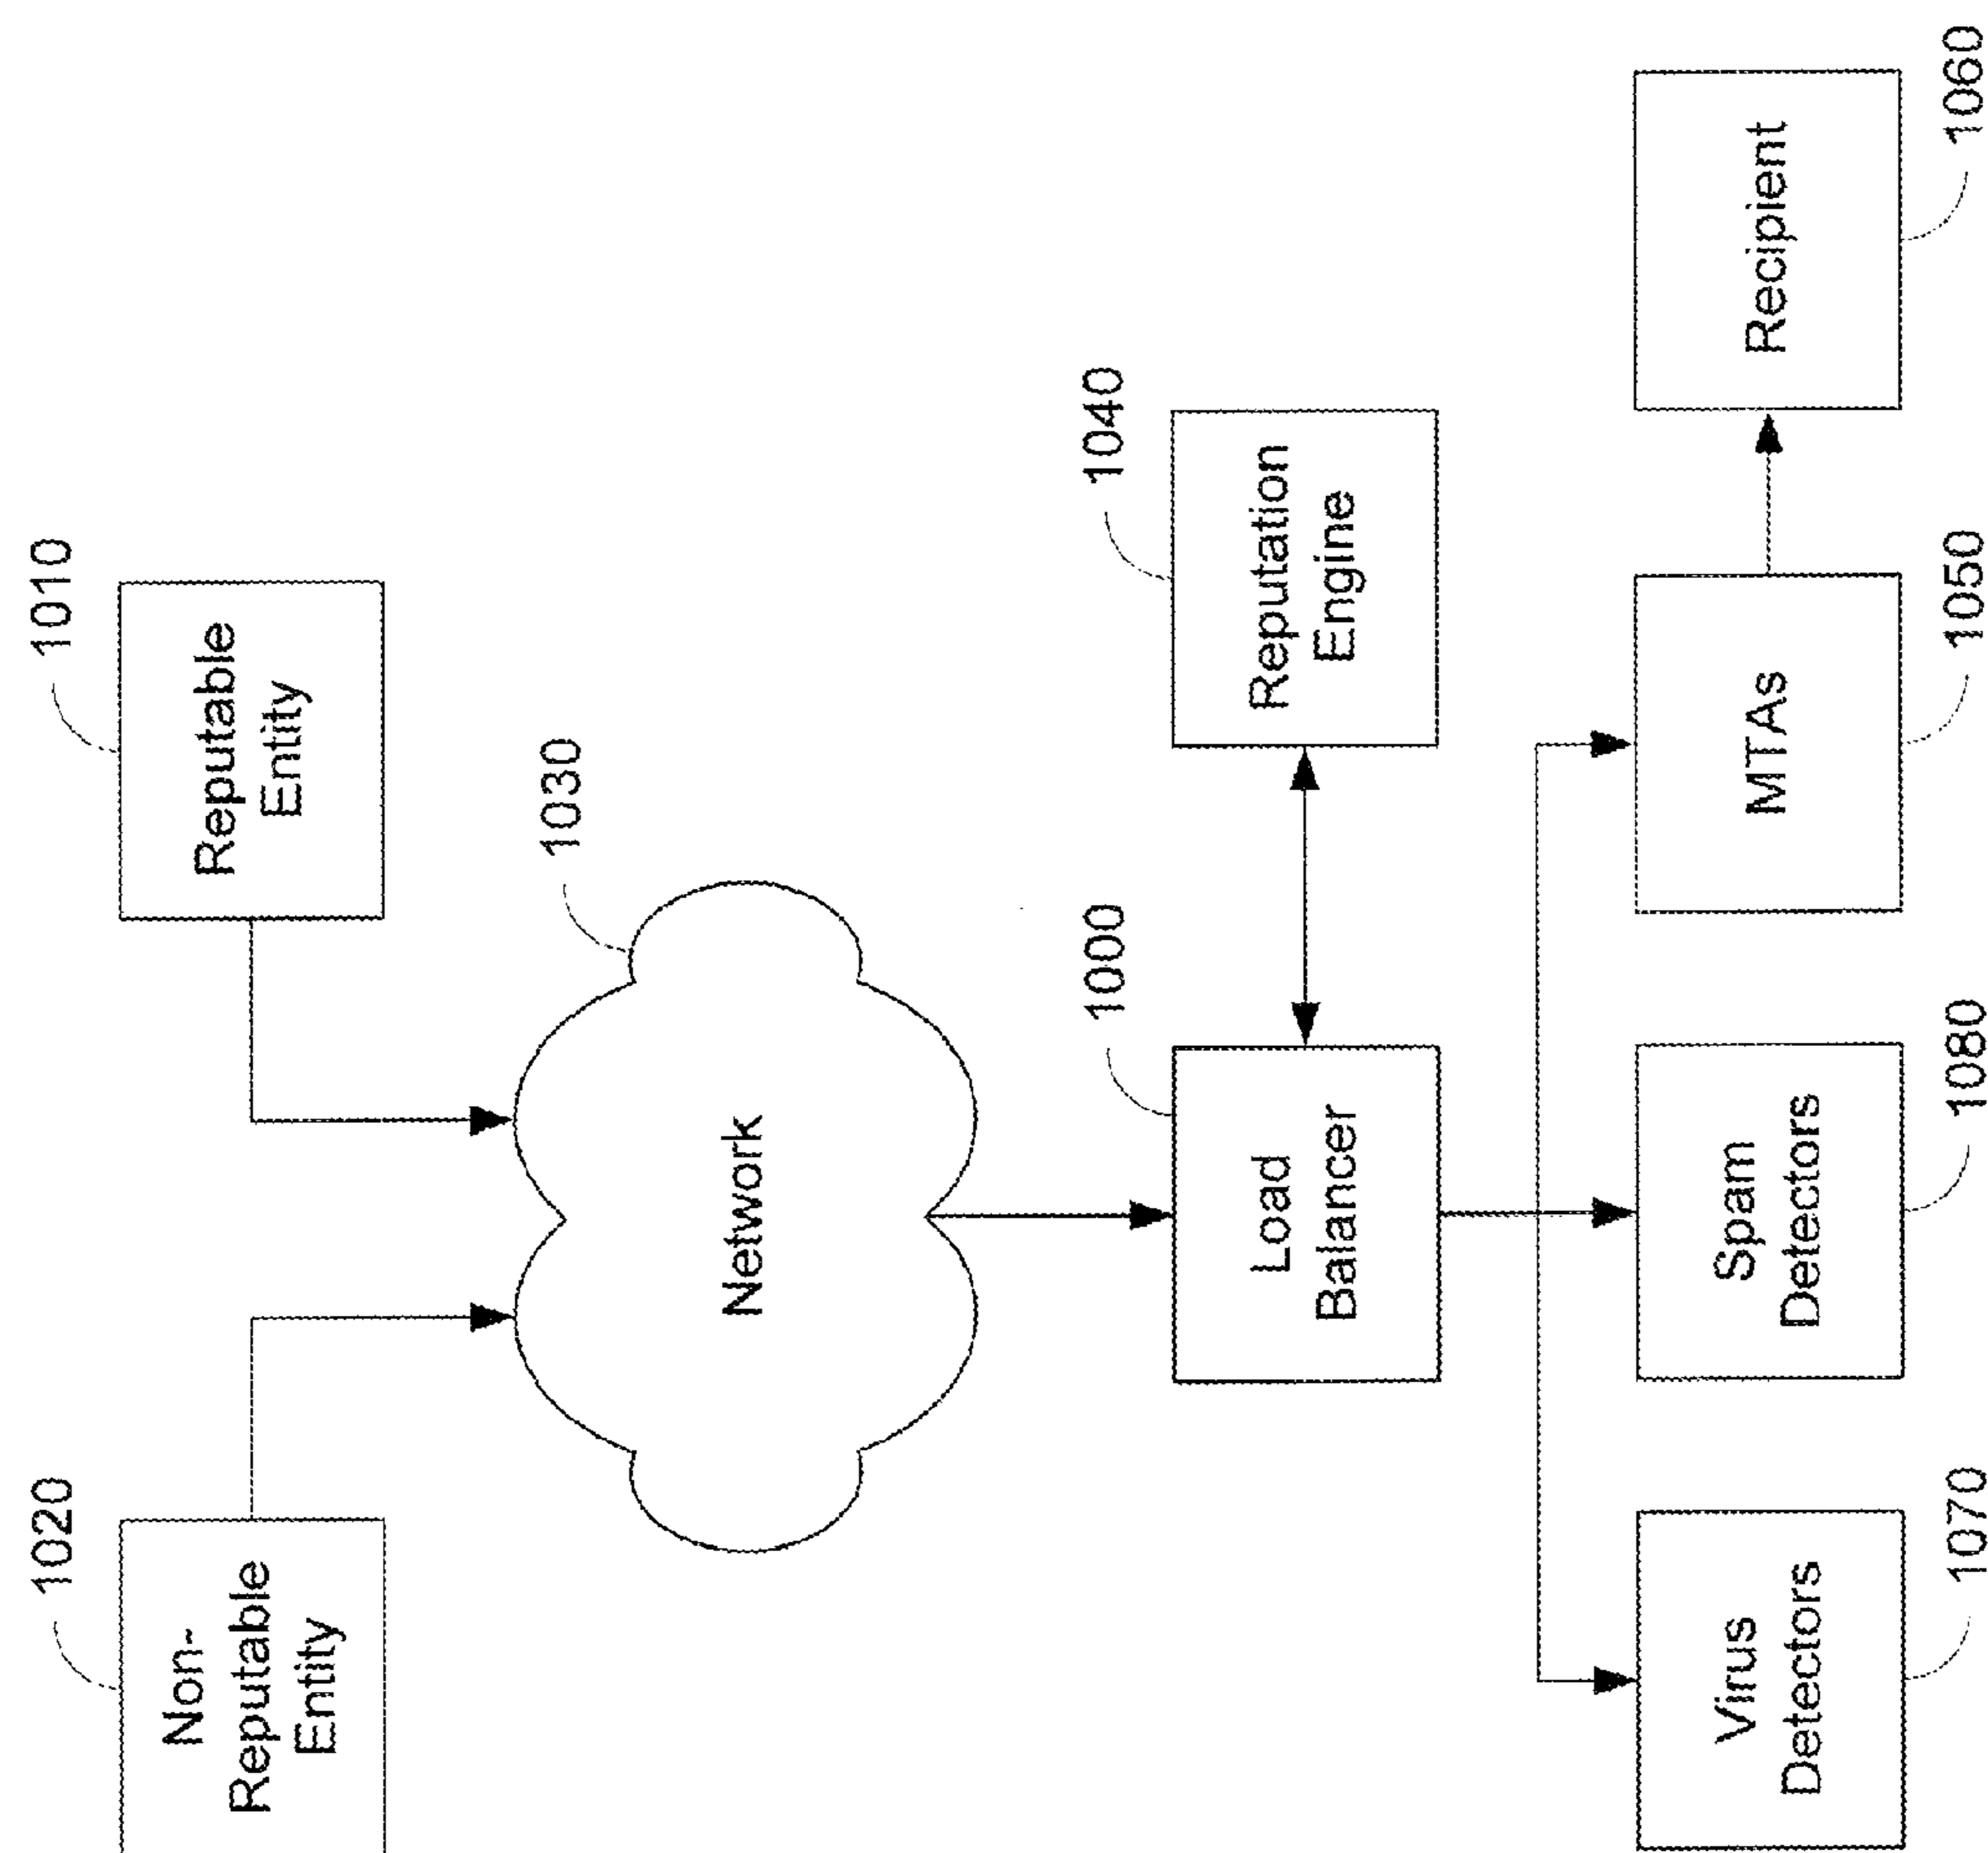 1020
Non-
Reputable
Entity
1010
Reputable
Entity
1030
Network
1000
Load
Balancer
1040
Reputation
Engine
Virus
Detectors
1070
Spam
Detectors
1080
MTAs
1050
Recipient
1060